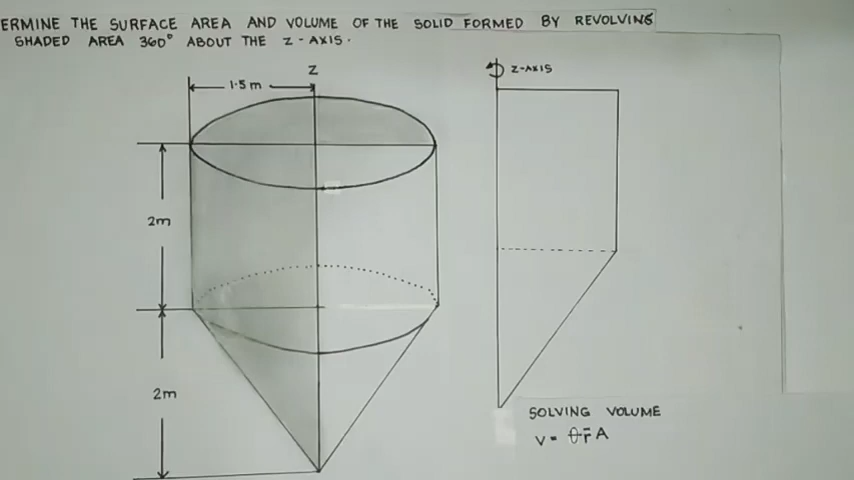 ERMINE THE SURFACE AREA AND VOLUME OF THE SOLID FORMED BY REVOLVING
SHADED AREA 360° ABOUT THE Z-AXIS.
Z
1.5m
Z-AXIS
2m
2m
SOLVING VOLUME
V = θr̄A